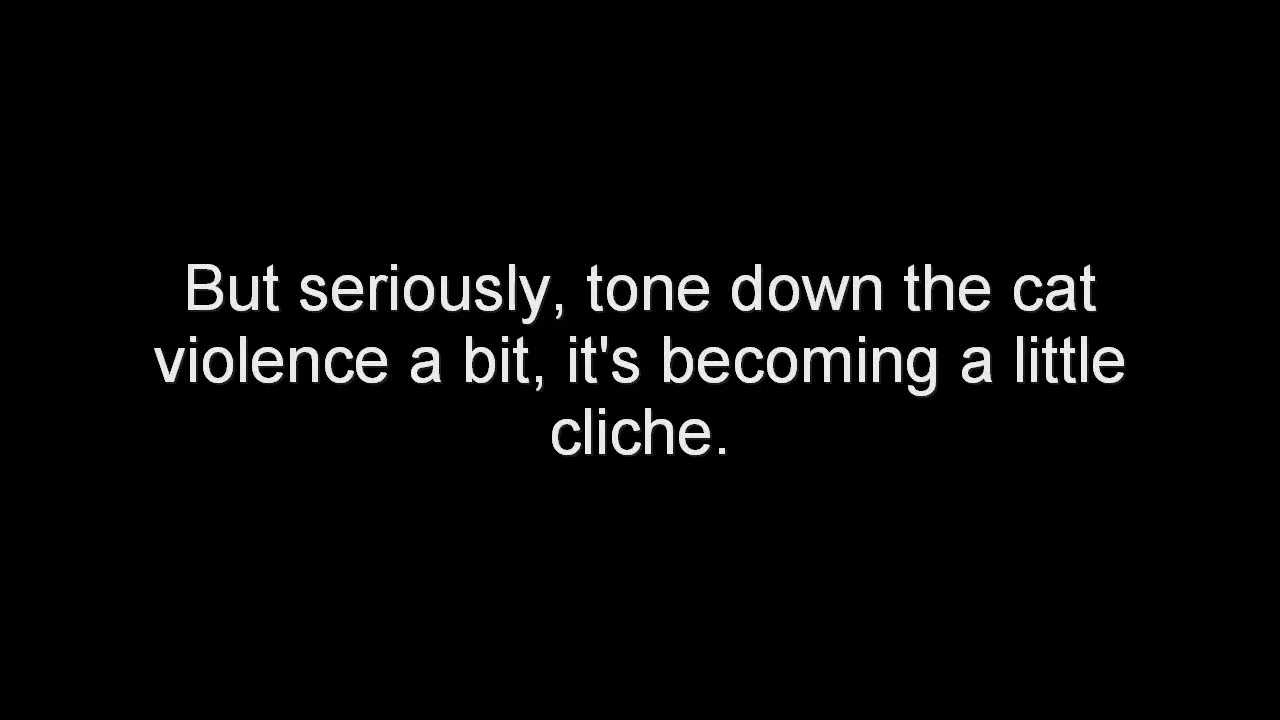 But seriously, tone down the cat
violence a bit, it's becoming a little
cliche.